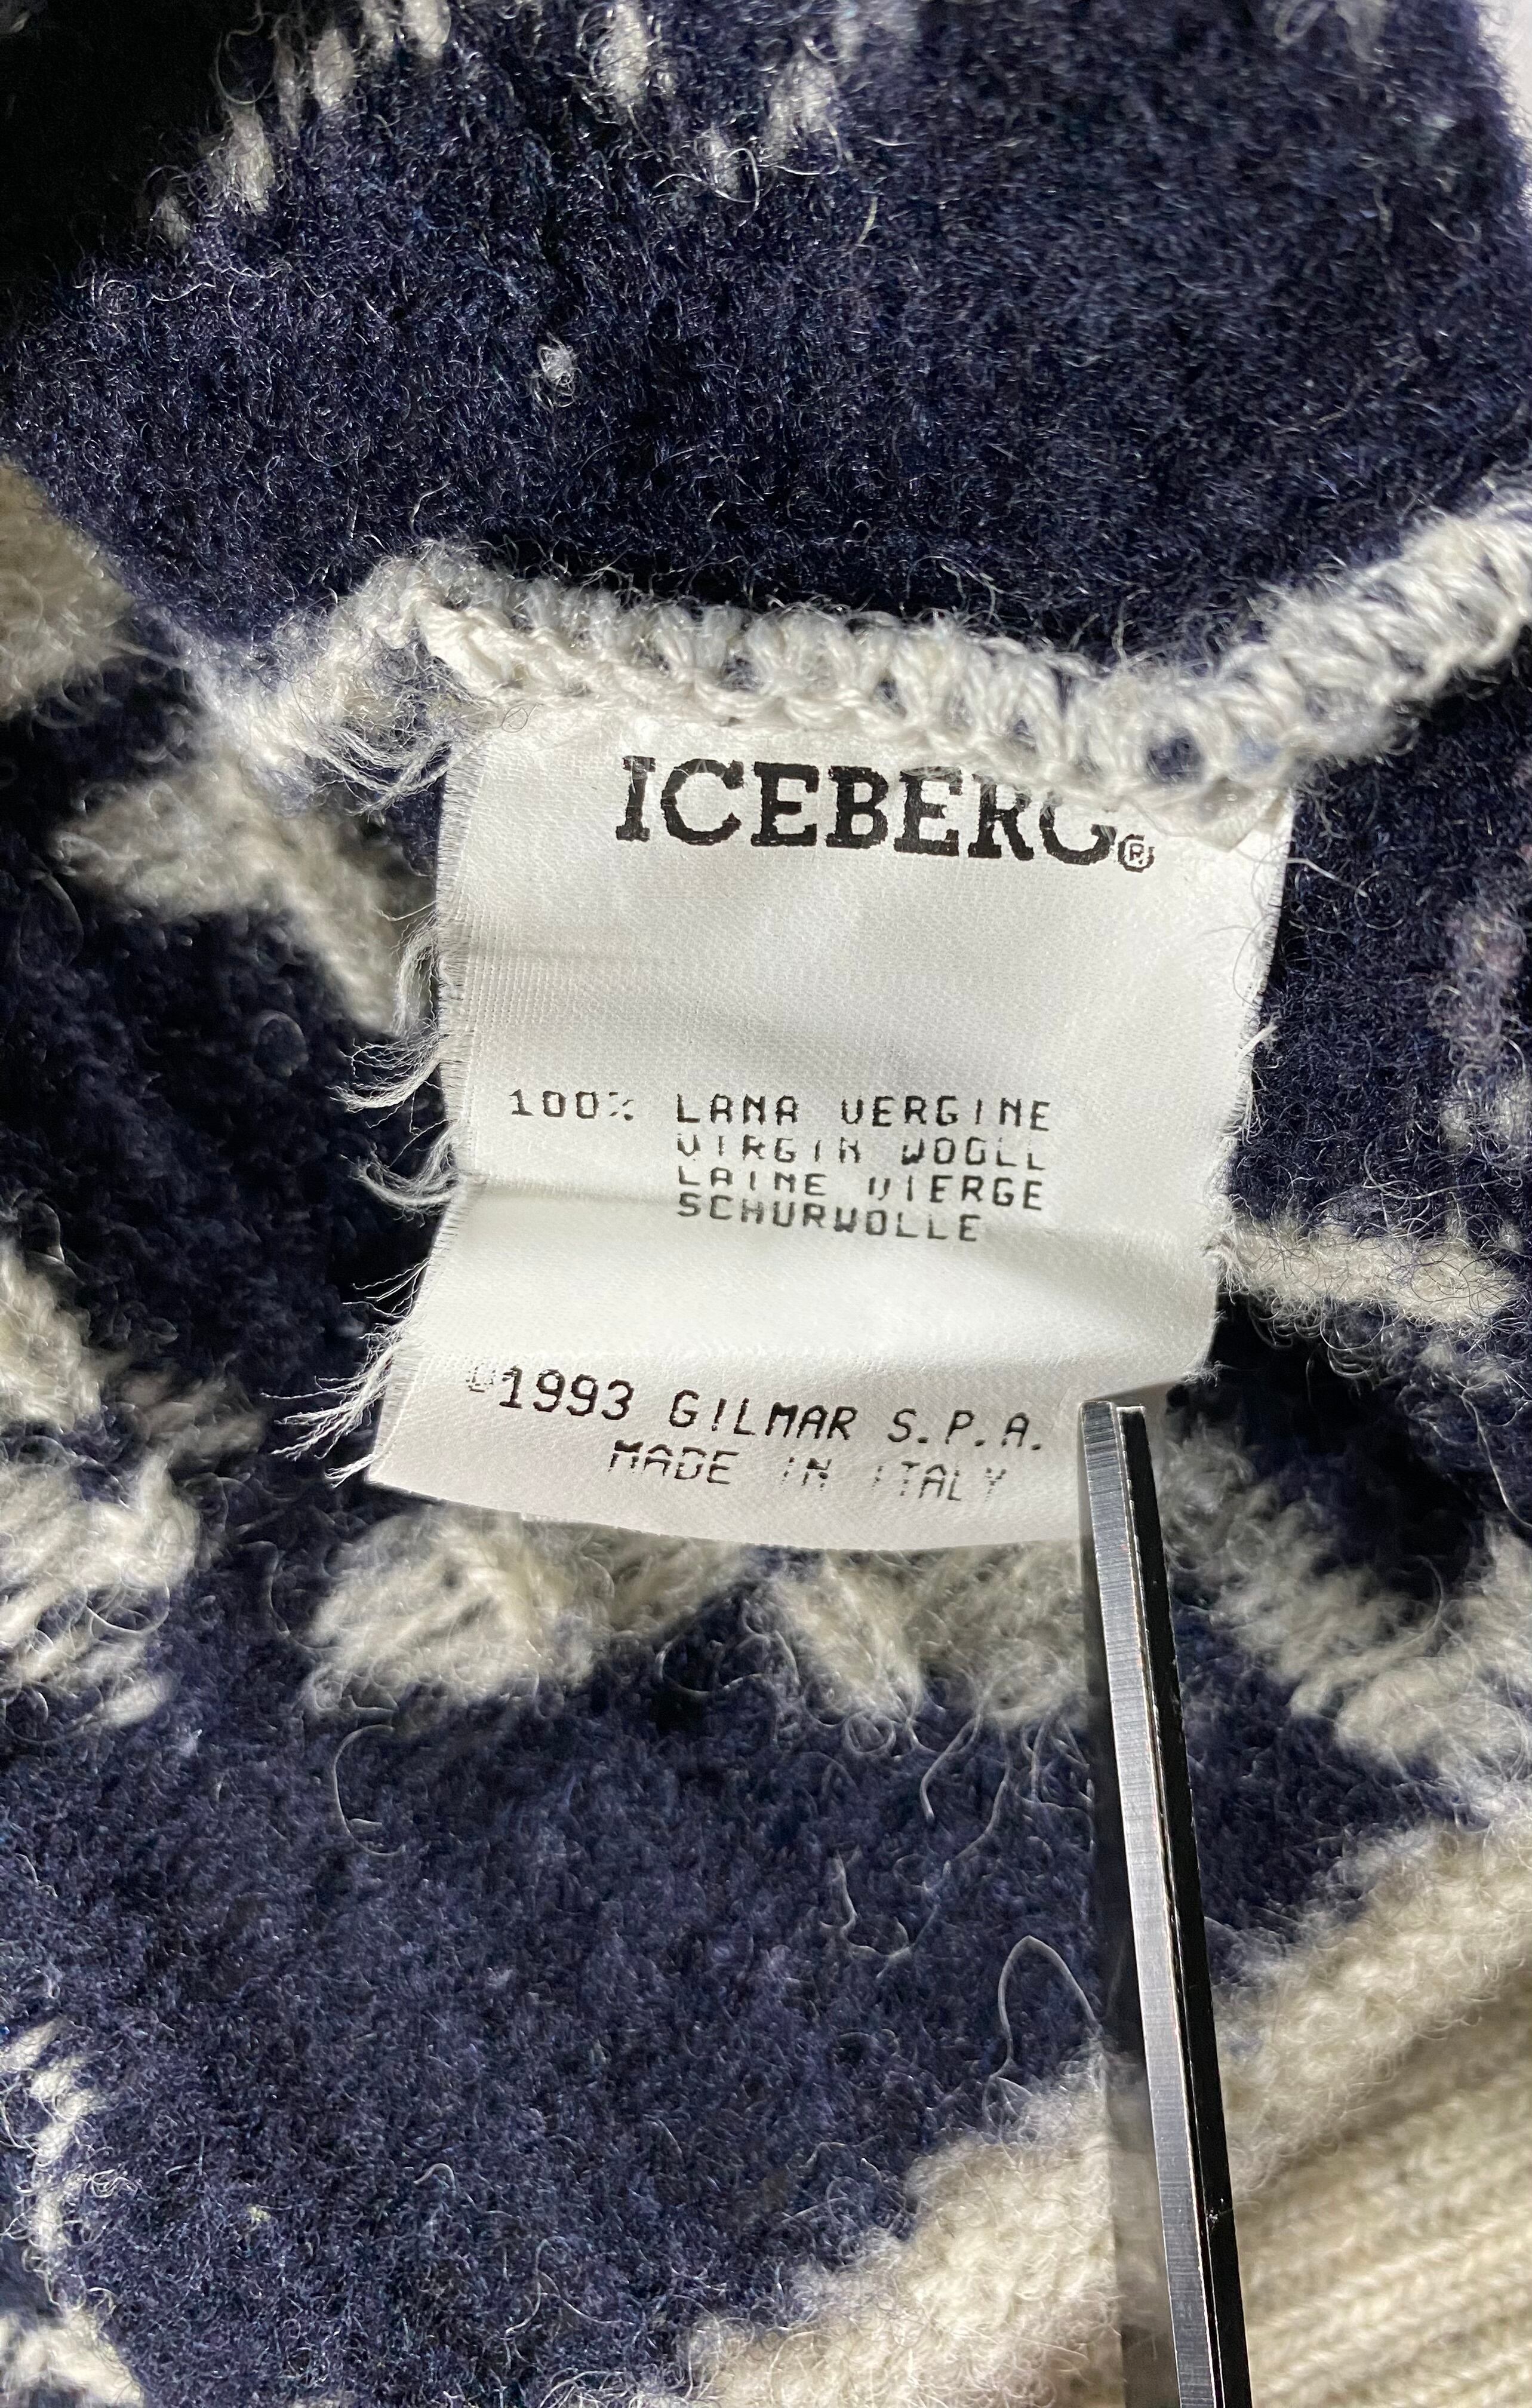 ICEBERG®
100% LANA VERGINE
VIRGIN WOOLL
LAINE VIERGE
SCHURWOLLE
©1993 GILMAR S.P.A.
MADE IN ITALY